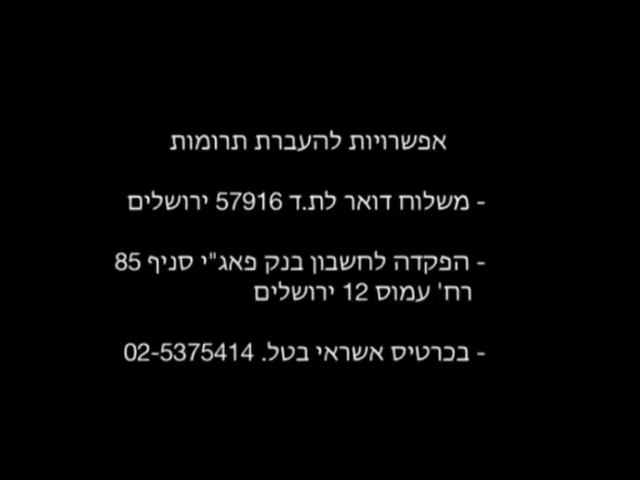 אפשרויות להעברת תרומות
- משלוח דואר לת.ד 57916 ירושלים
- הפקדה לחשבון בנק פאג"י סניף 85
רח' עמוס 12 ירושלים
- בכרטיס אשראי בטל. 02-5375414